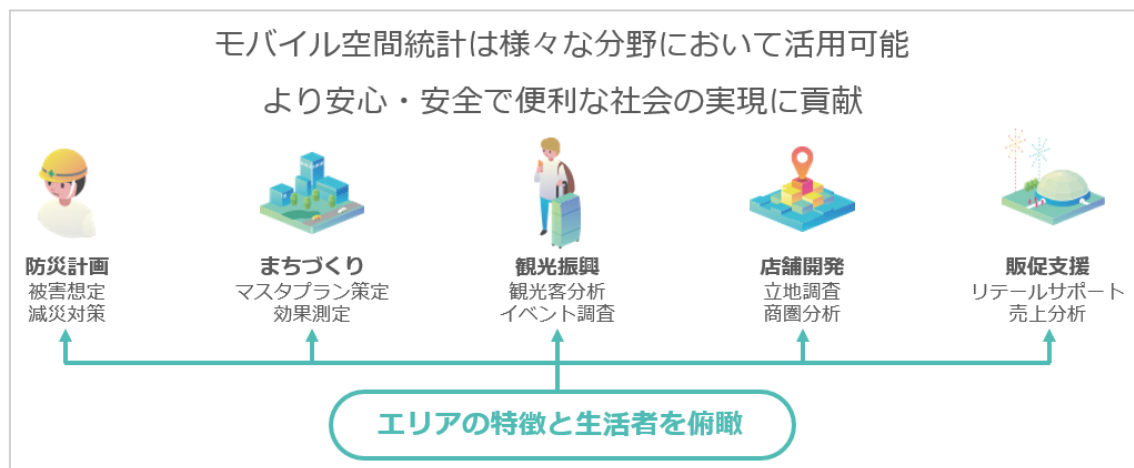 モバイル空間統計は様々な分野において活用可能
より安心・安全で便利な社会の実現に貢献
防災計画
被害想定
減災対策
まちづくり
マスタプラン策定
効果測定
観光振興
観光客分析
イベント調査
店舗開発
立地調査
商圏分析
販促支援
リテールサポート
売上分析
エリアの特徴と生活者を俯瞰